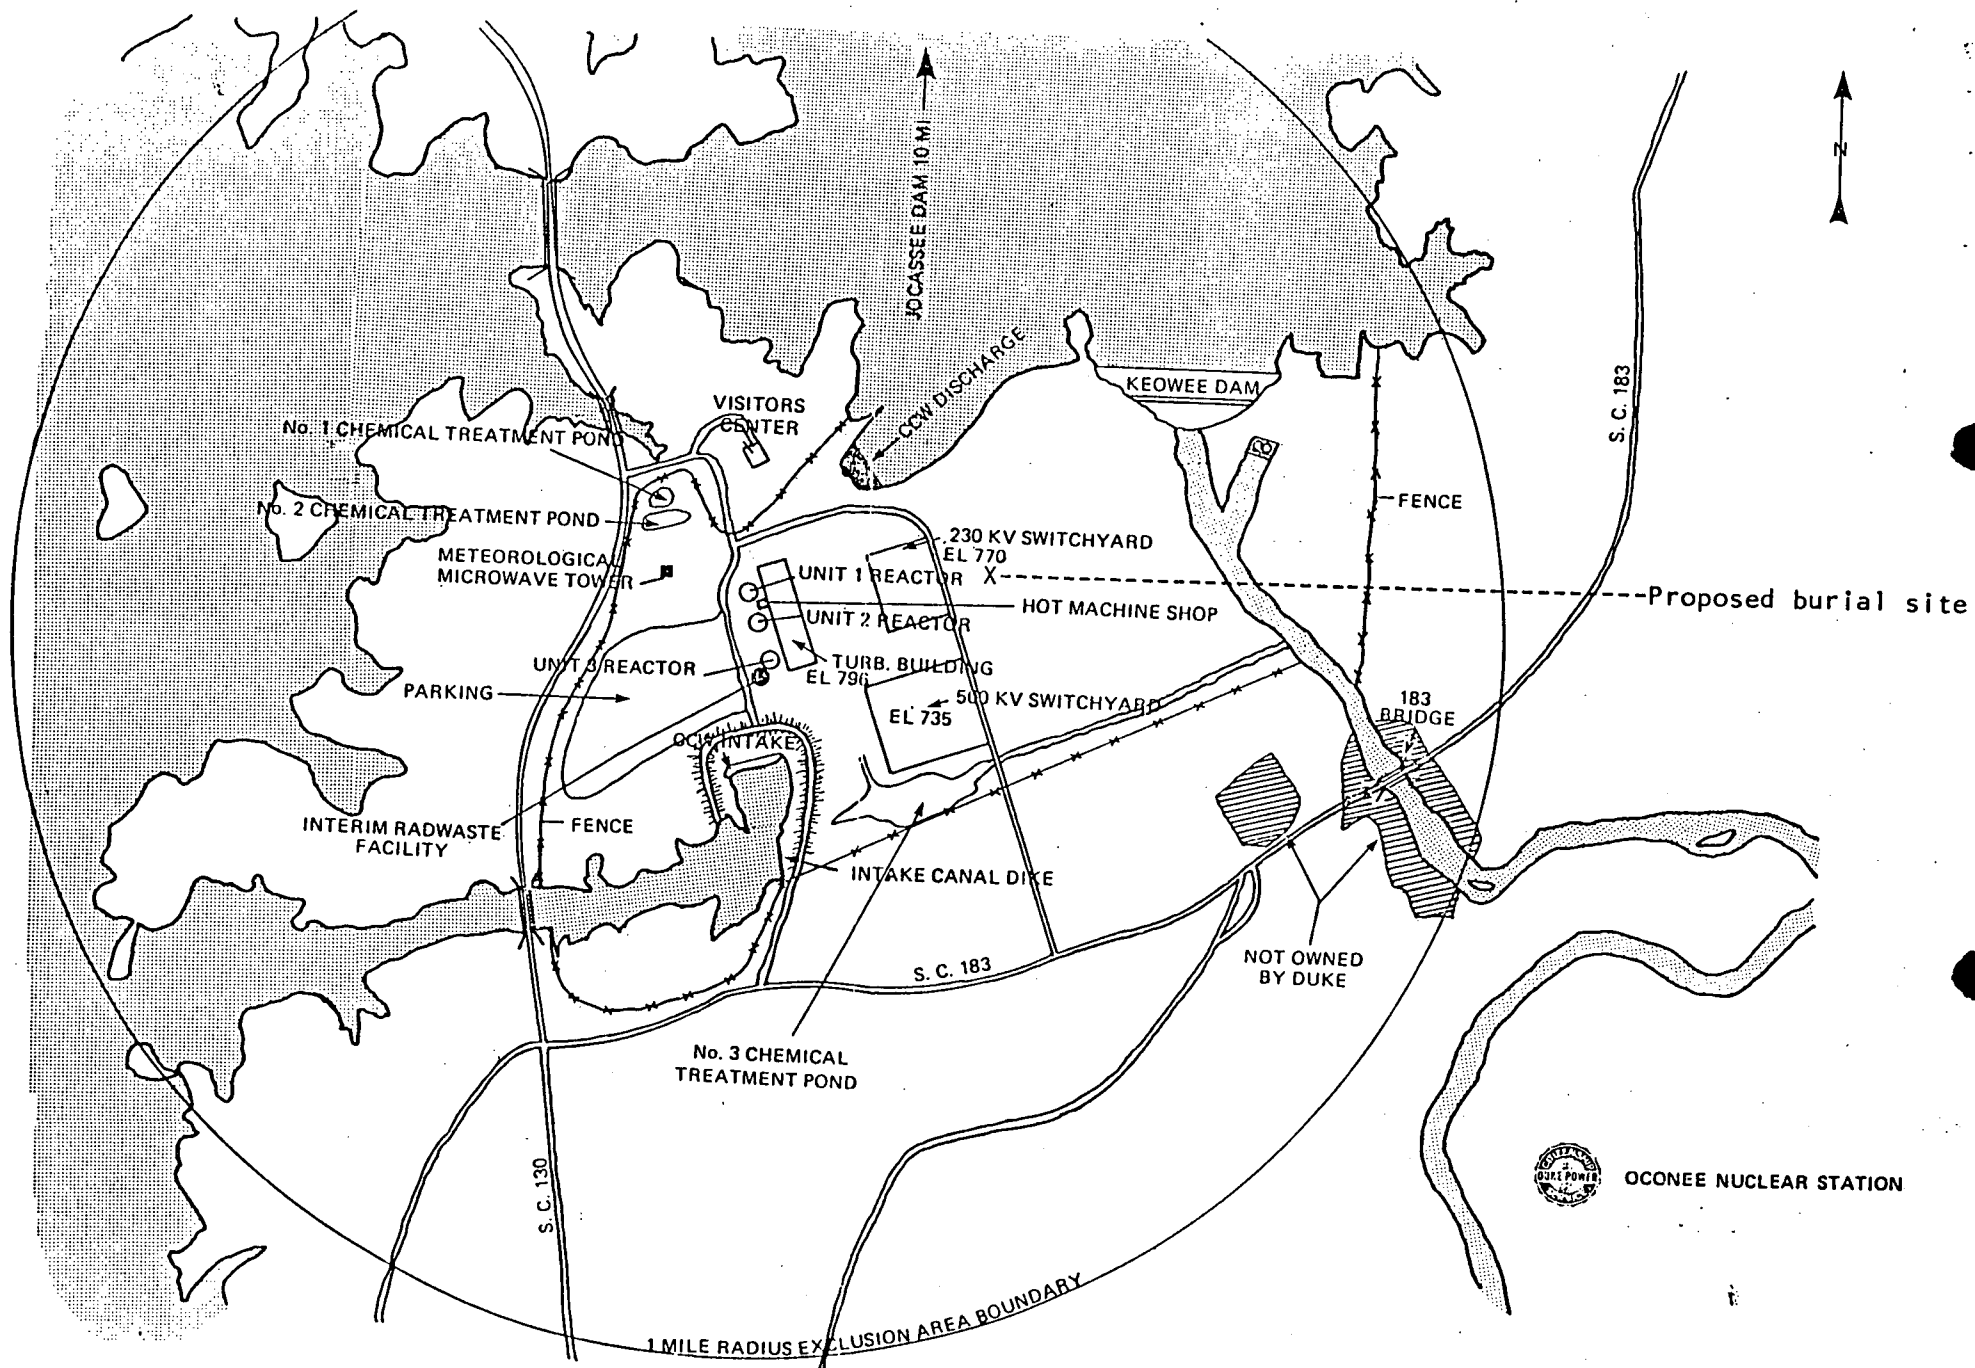 JOCASSEE DAM 10 MI
N
CCW DISCHARGE
KEOWEE DAM
S. C. 183
VISITORS
CENTER
No. 1 CHEMICAL TREATMENT POND
No. 2 CHEMICAL TREATMENT POND
FENCE
METEOROLOGICAL
MICROWAVE TOWER
230 KV SWITCHYARD
EL 770
UNIT 1 REACTOR
X
Proposed burial site
HOT MACHINE SHOP
UNIT 2 REACTOR
UNIT 3 REACTOR
TURB. BUILDING
EL 796
PARKING
500 KV SWITCHYARD
EL 735
183
BRIDGE
CCW INTAKE
INTERIM RADWASTE
FACILITY
FENCE
INTAKE CANAL DIKE
NOT OWNED
BY DUKE
S. C. 183
No. 3 CHEMICAL
TREATMENT POND
S. C. 130
DUKE POWER
OCONEE NUCLEAR STATION
1 MILE RADIUS EXCLUSION AREA BOUNDARY